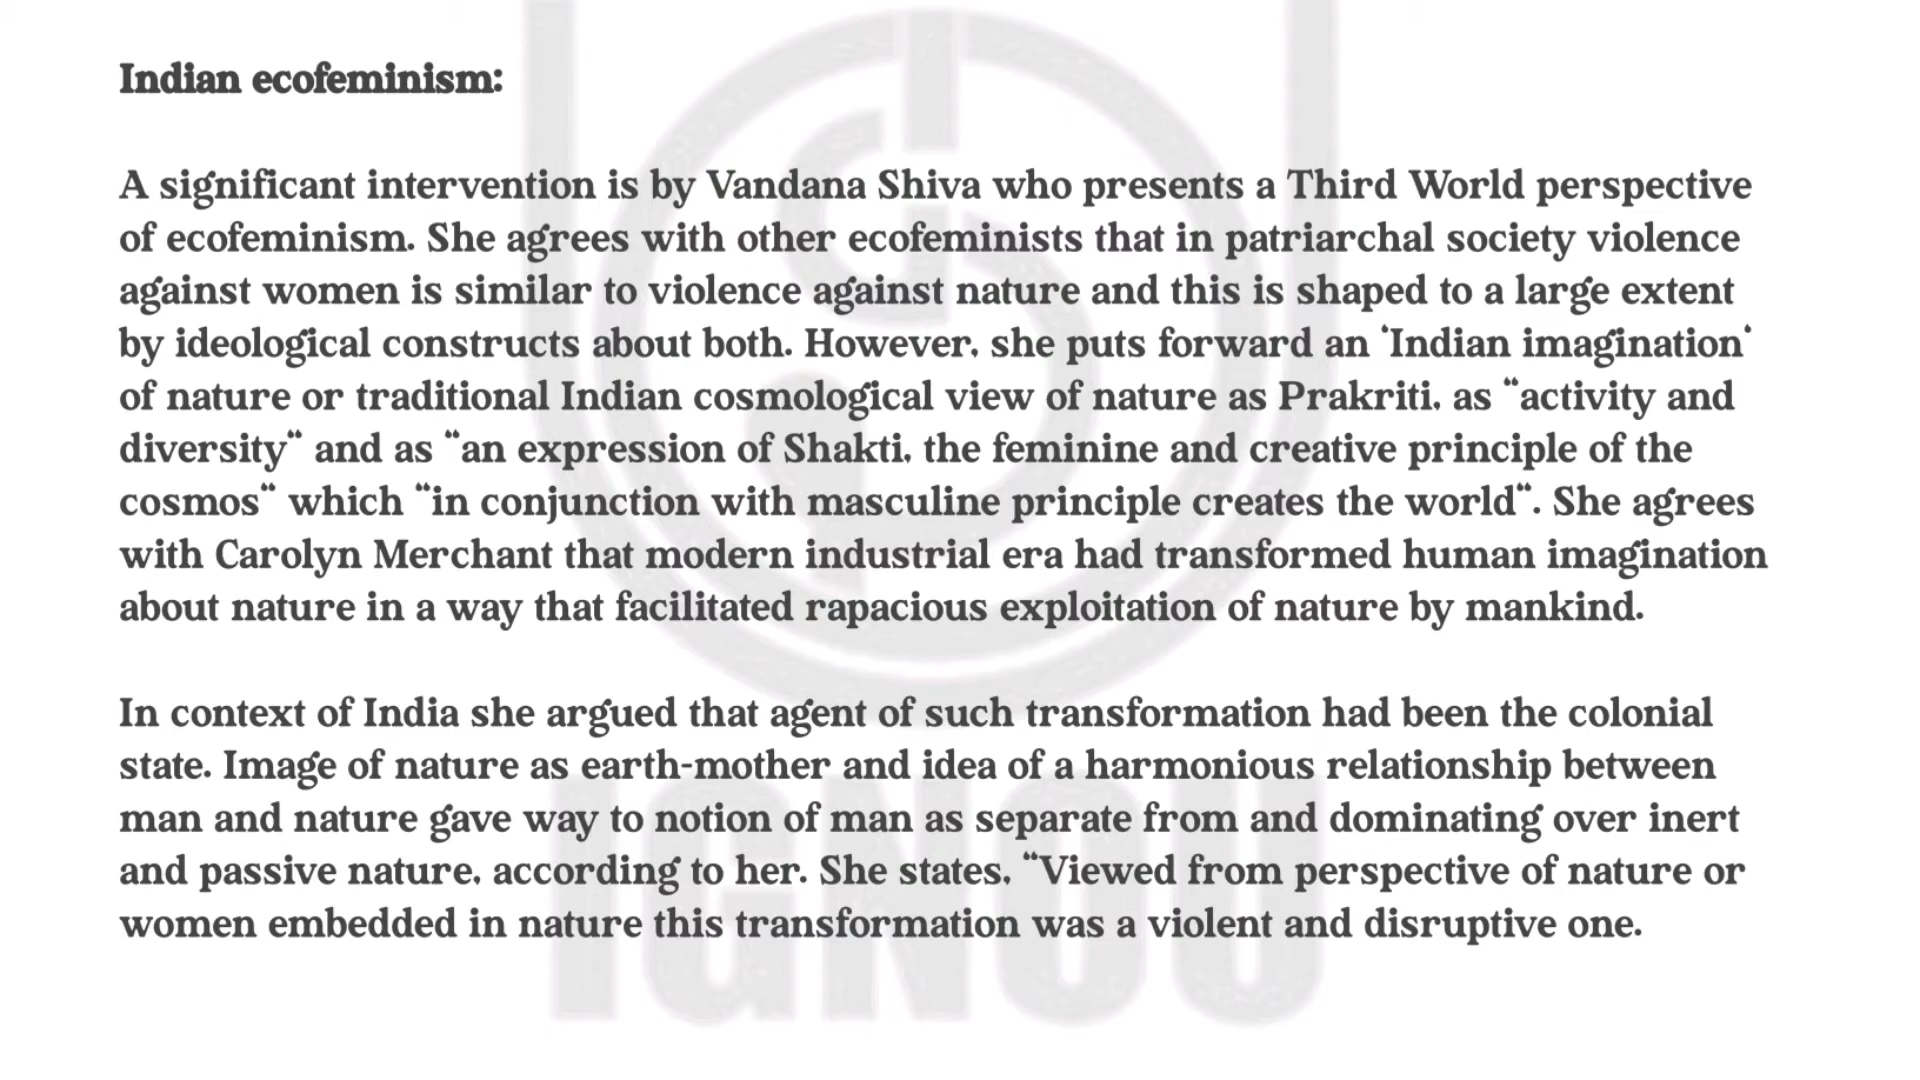 Indian ecofeminism:
A significant intervention is by Vandana Shiva who presents a Third World perspective
of ecofeminism. She agrees with other ecofeminists that in patriarchal society violence
against women is similar to violence against nature and this is shaped to a large extent
by ideological constructs about both. However, she puts forward an ‘Indian imagination‘
of nature or traditional Indian cosmological view of nature as Prakriti, as “activity and
diversity“ and as “an expression of Shakti, the feminine and creative principle of the
cosmos“ which “in conjunction with masculine principle creates the world“. She agrees
with Carolyn Merchant that modern industrial era had transformed human imagination
about nature in a way that facilitated rapacious exploitation of nature by mankind.
In context of India she argued that agent of such transformation had been the colonial
state. Image of nature as earth-mother and idea of a harmonious relationship between
man and nature gave way to notion of man as separate from and dominating over inert
and passive nature, according to her. She states, “Viewed from perspective of nature or
women embedded in nature this transformation was a violent and disruptive one.
IGNOU